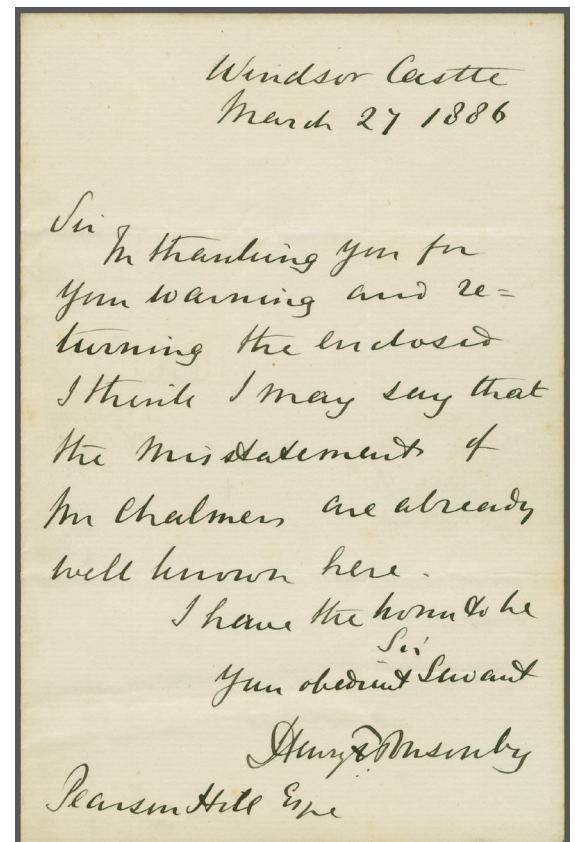 Windsor Castle
March 27 1886
Sir
In thanking you for
your warning and re=
turning the enclosed
I think I may say that
the misstatements of
Mr Chalmers are already
well known here.
I have the honr to be
Sir
Your obedient Servant
Henry F Ponsonby
Pearson Hill Esqre